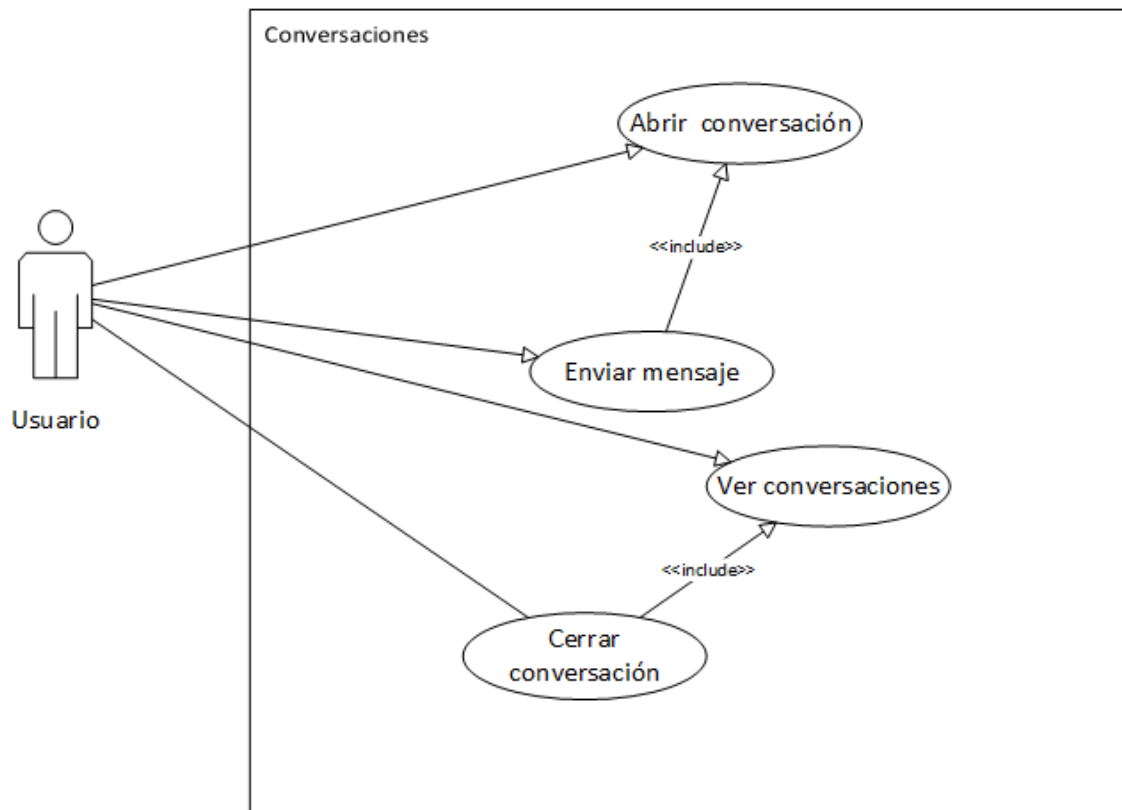 Conversaciones
Abrir conversación
<<include>>
Enviar mensaje
Usuario
Ver conversaciones
<<include>>
Cerrar
conversación